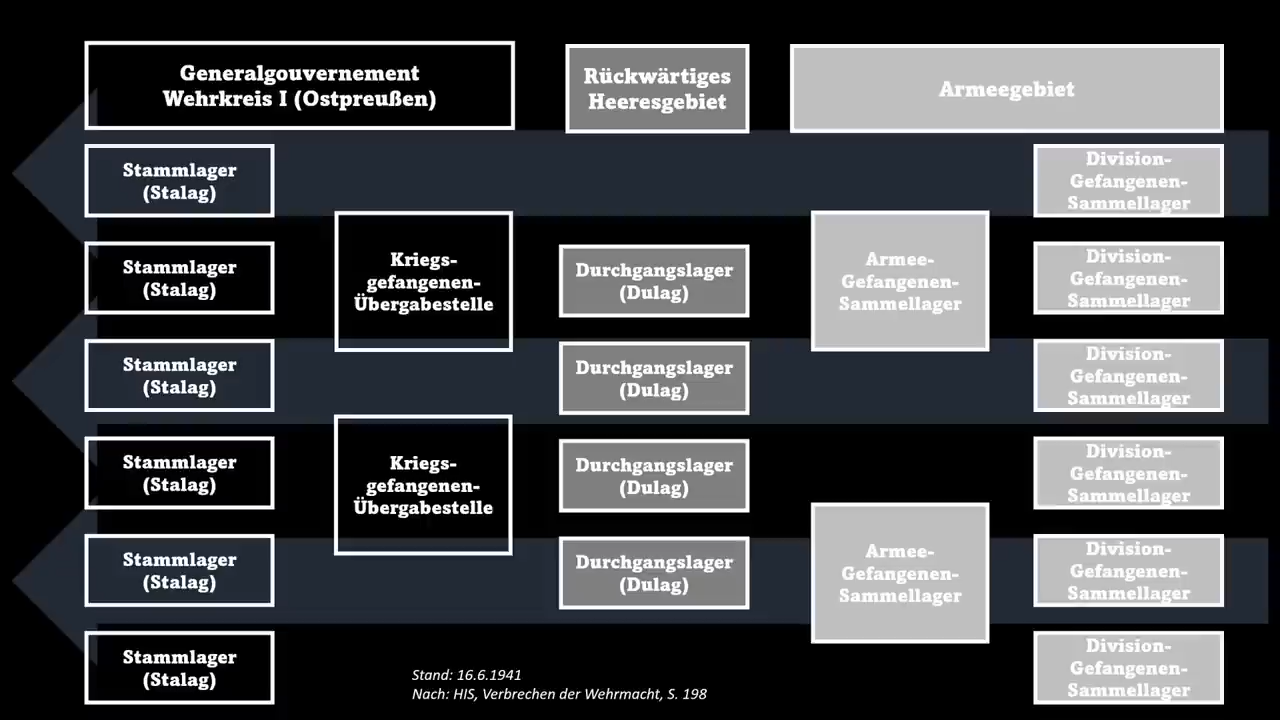 Generalgouvernement
Wehrkreis I (Ostpreußen)
Rückwärtiges
Heeresgebiet
Armeegebiet
Stammlager
(Stalag)
Stammlager
(Stalag)
Stammlager
(Stalag)
Stammlager
(Stalag)
Stammlager
(Stalag)
Stammlager
(Stalag)
Kriegs-
gefangenen-
Übergabestelle
Kriegs-
gefangenen-
Übergabestelle
Durchgangslager
(Dulag)
Durchgangslager
(Dulag)
Durchgangslager
(Dulag)
Durchgangslager
(Dulag)
Armee-
Gefangenen-
Sammellager
Armee-
Gefangenen-
Sammellager
Division-
Gefangenen-
Sammellager
Division-
Gefangenen-
Sammellager
Division-
Gefangenen-
Sammellager
Division-
Gefangenen-
Sammellager
Division-
Gefangenen-
Sammellager
Division-
Gefangenen-
Sammellager
Stand: 16.6.1941
Nach: HIS, Verbrechen der Wehrmacht, S. 198